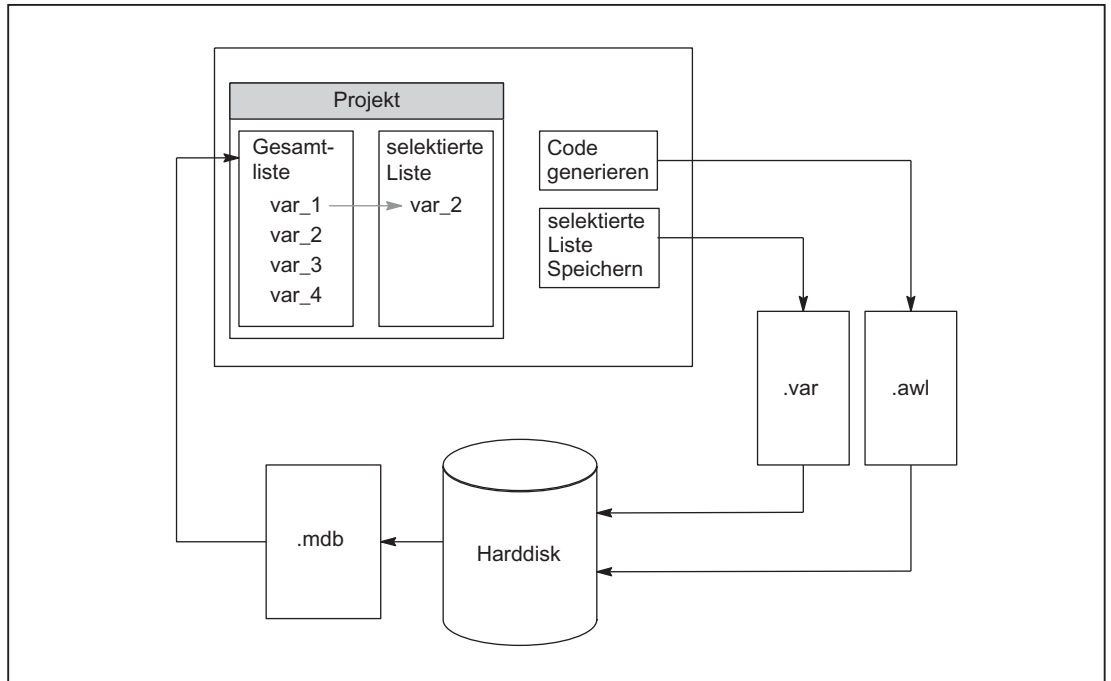 Projekt
Gesamt-
liste
var_1
var_2
var_3
var_4
selektierte
Liste
var_2
Code
generieren
selektierte
Liste
Speichern
.var
.awl
.mdb
Harddisk